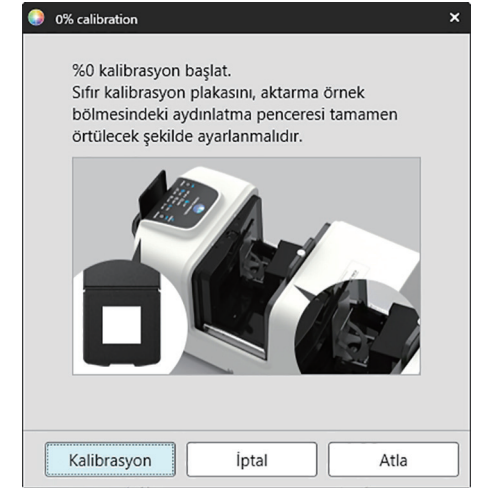 0% calibration
%0 kalibrasyon başlat.
Sıfır kalibrasyon plakasını, aktarma örnek
bölmesindeki aydınlatma penceresi tamamen
örtülecek şekilde ayarlanmalıdır.
Kalibrasyon
İptal
Atla